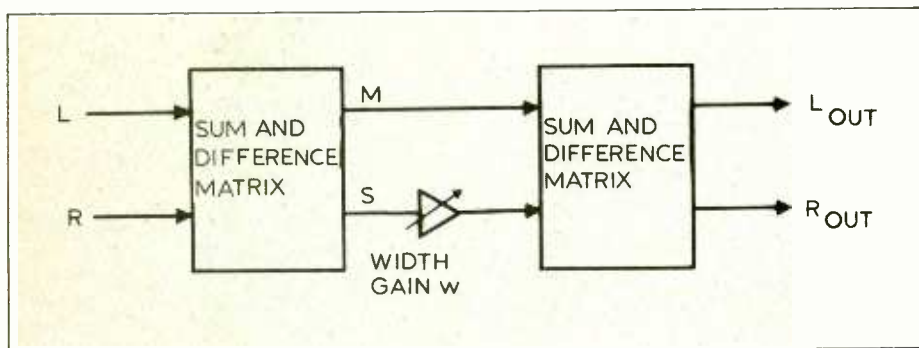 L
R
SUM AND
DIFFERENCE
MATRIX
M
S
WIDTH
GAIN W
SUM AND
DIFFERENCE
MATRIX
L OUT
R OUT